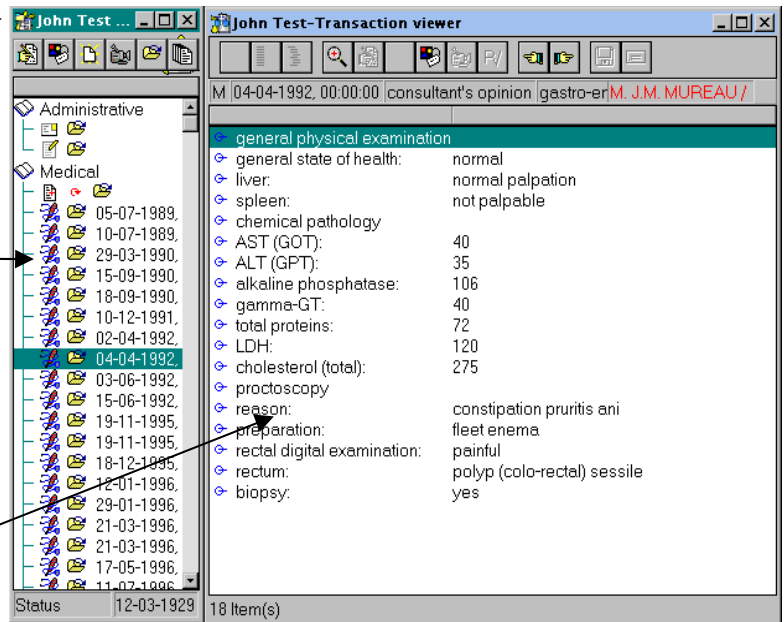 John Test ...
Administrative
Medical
05-07-1989,
10-07-1989,
29-03-1990,
15-09-1990,
18-09-1990,
10-12-1991,
02-04-1992,
04-04-1992,
03-06-1992,
15-06-1992,
19-11-1995,
19-11-1995,
18-12-1995,
12-01-1996,
29-01-1996,
21-03-1996,
21-03-1996,
17-05-1996,
11-07-1996
Status 12-03-1929
John Test-Transaction viewer
R/
M 04-04-1992, 00:00:00 consultant's opinion gastro-er M. J.M. MUREAU /
general physical examination
general state of health: normal
liver: normal palpation
spleen: not palpable
chemical pathology
AST (GOT): 40
ALT (GPT): 35
alkaline phosphatase: 106
gamma-GT: 40
total proteins: 72
LDH: 120
cholesterol (total): 275
proctoscopy
reason: constipation pruritis ani
preparation: fleet enema
rectal digital examination: painful
rectum: polyp (colo-rectal) sessile
biopsy: yes
18 Item(s)